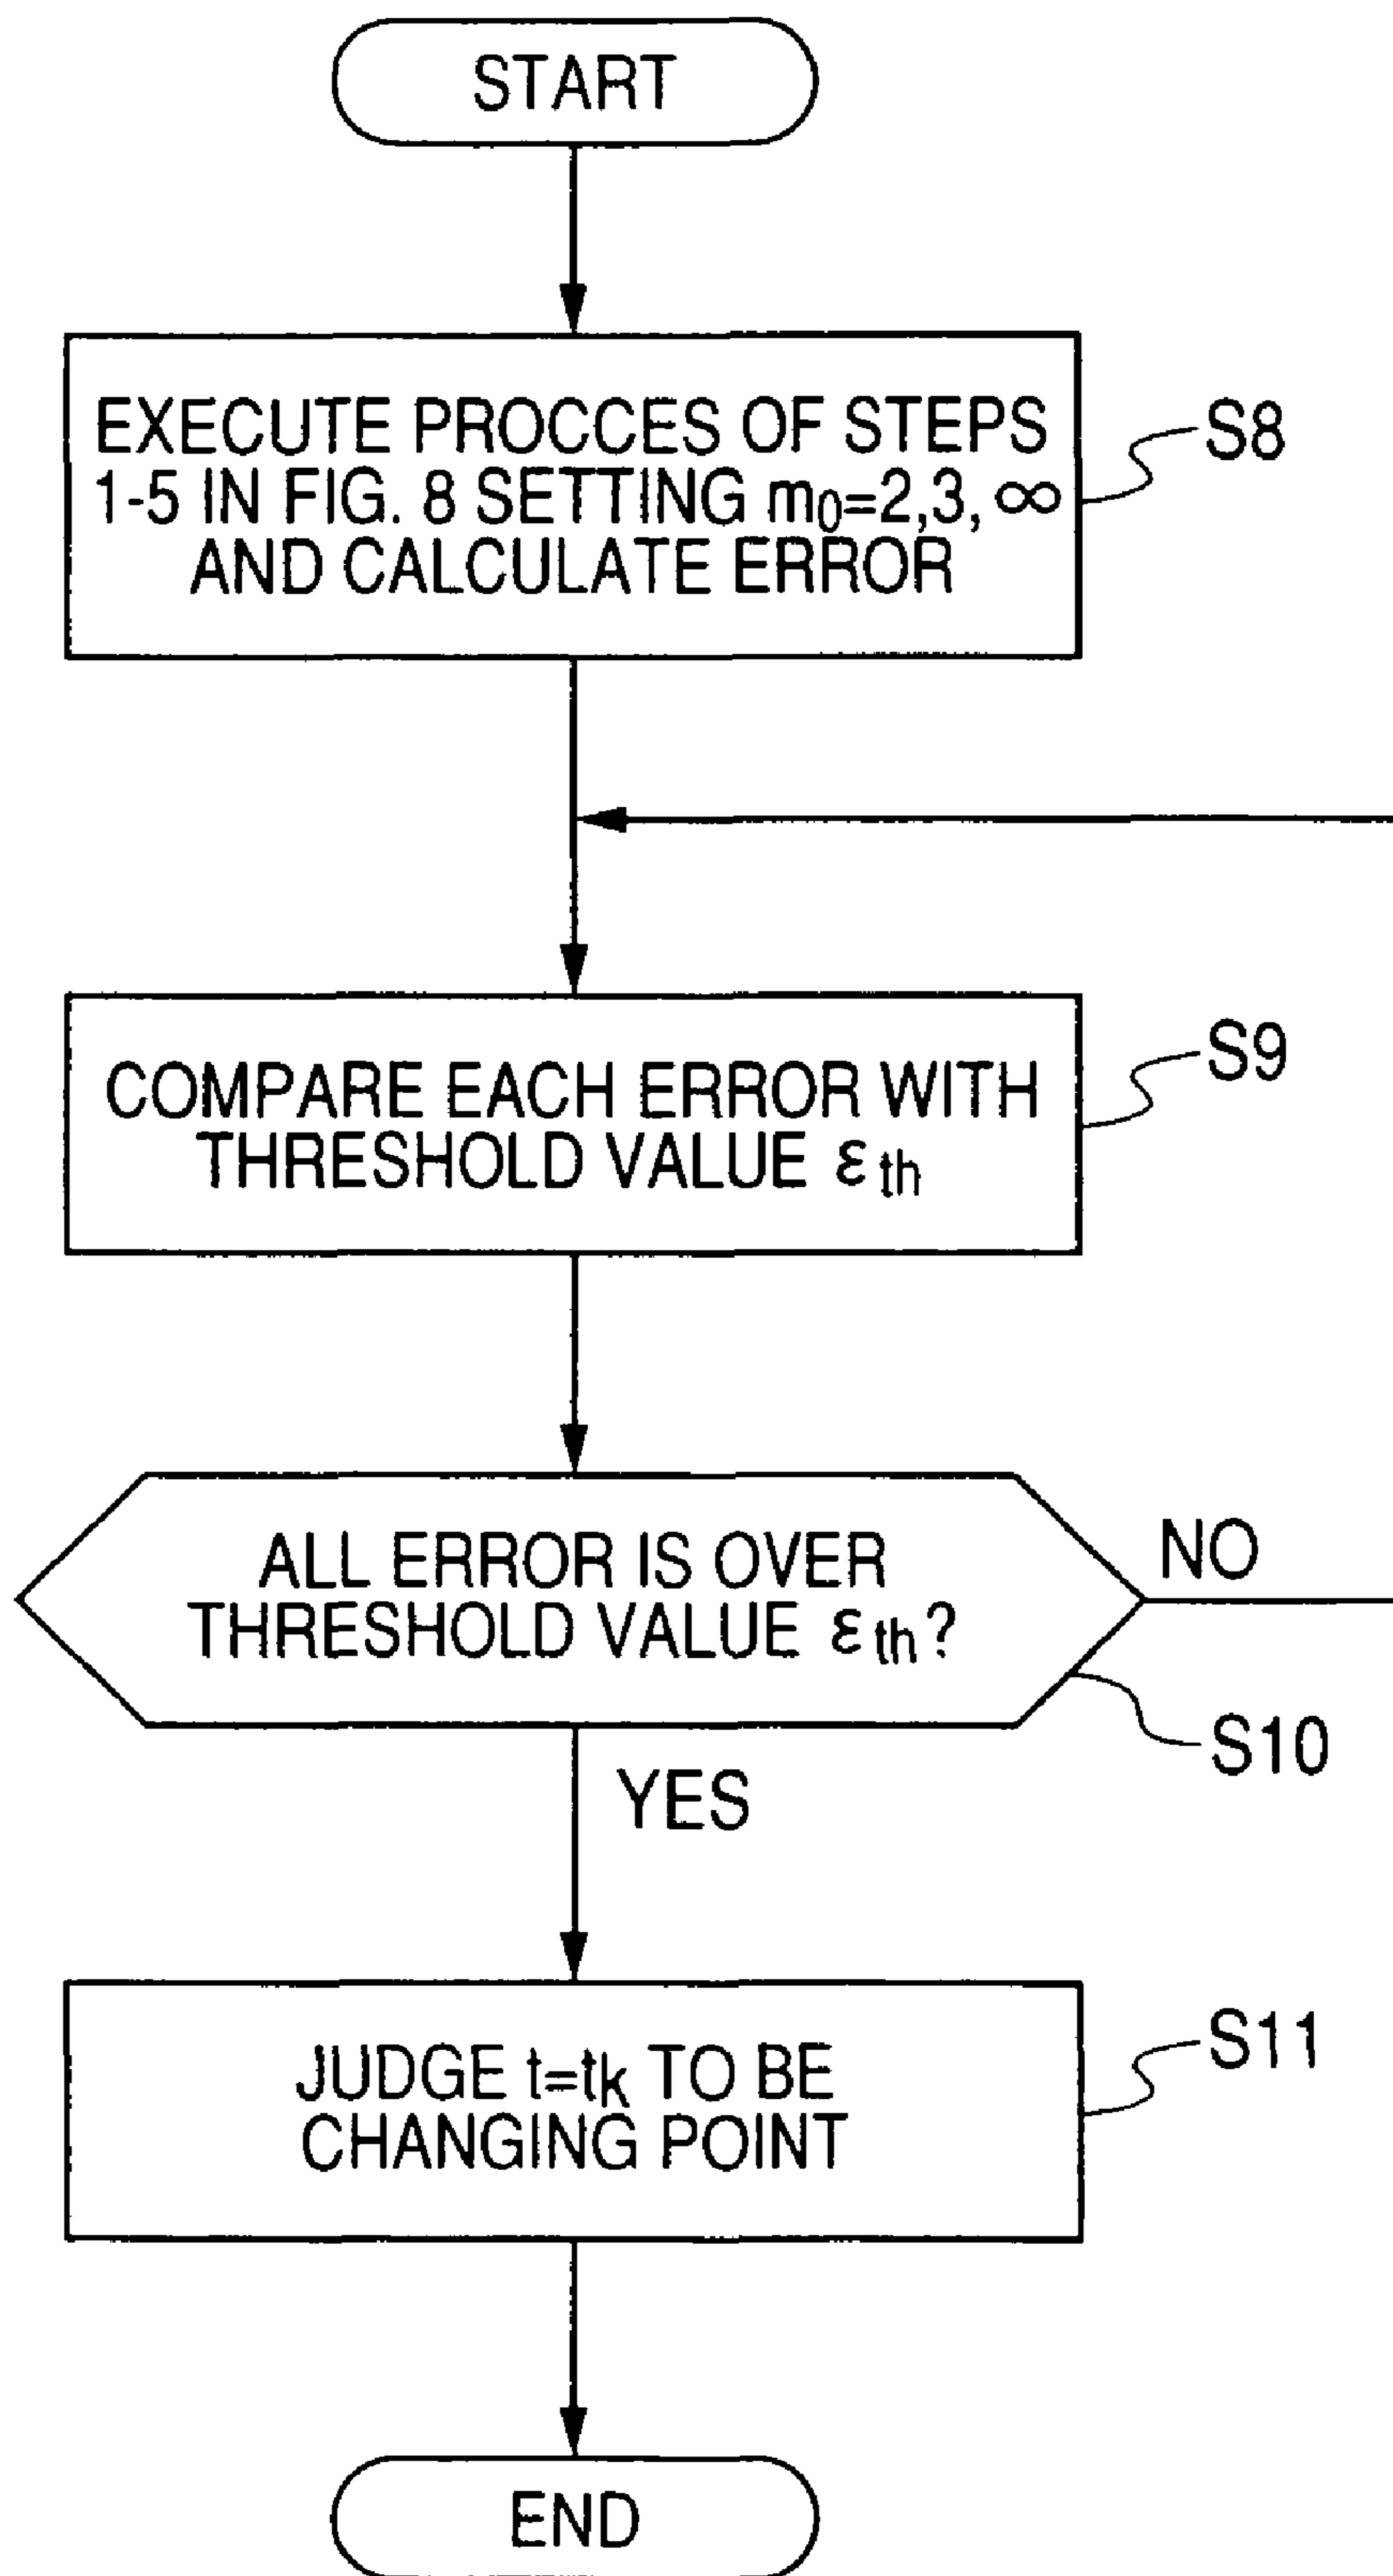 START
EXECUTE PROCCES OF STEPS
1-5 IN FIG. 8 SETTING m₀=2,3, ∞
AND CALCULATE ERROR
S8
COMPARE EACH ERROR WITH
THRESHOLD VALUE εth
S9
ALL ERROR IS OVER
THRESHOLD VALUE εth?
NO
S10
YES
JUDGE t=tk TO BE
CHANGING POINT
S11
END